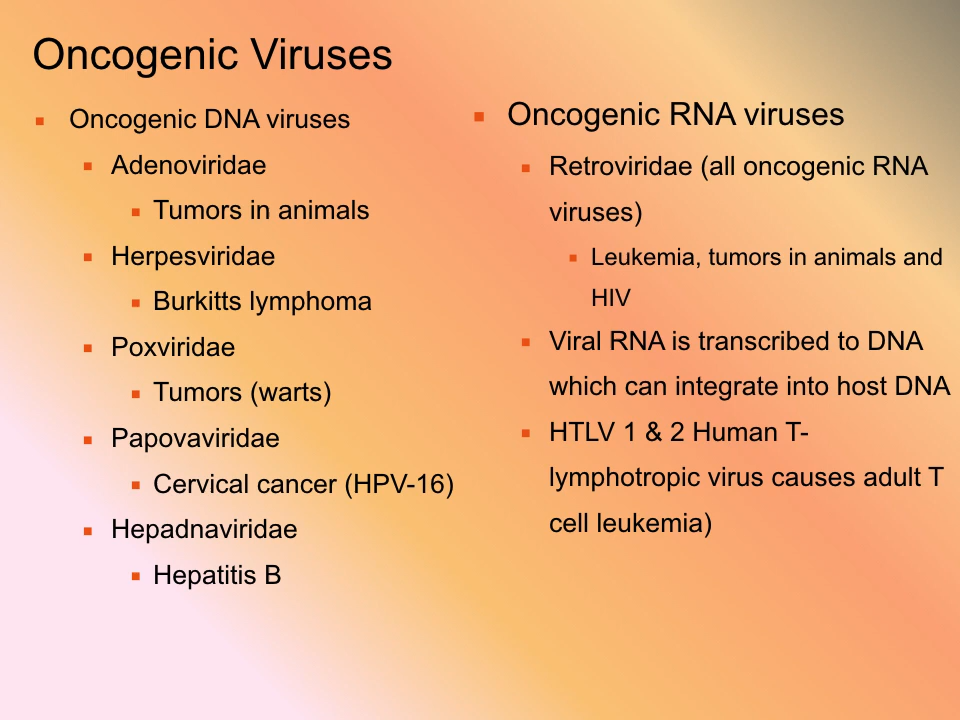 Oncogenic Viruses
Oncogenic DNA viruses
Adenoviridae
Tumors in animals
Herpesviridae
Burkitts lymphoma
Poxviridae
Tumors (warts)
Papovaviridae
Cervical cancer (HPV-16)
Hepadnaviridae
Hepatitis B
Oncogenic RNA viruses
Retroviridae (all oncogenic RNA
viruses)
Leukemia, tumors in animals and
HIV
Viral RNA is transcribed to DNA
which can integrate into host DNA
HTLV 1 & 2 Human T-
lymphotropic virus causes adult T
cell leukemia)